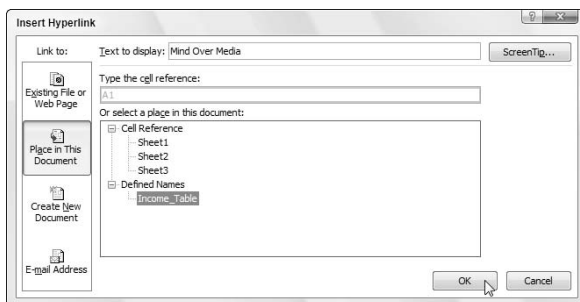 Insert Hyperlink
?
Link to:
Text to display: Mind Over Media
ScreenTip...
Existing File or
Web Page
Type the cell reference:
A1
Or select a place in this document:
Place in This
Document
Cell Reference
Sheet1
Sheet2
Sheet3
Defined Names
Income_Table
Create New
Document
E-mail Address
OK
Cancel